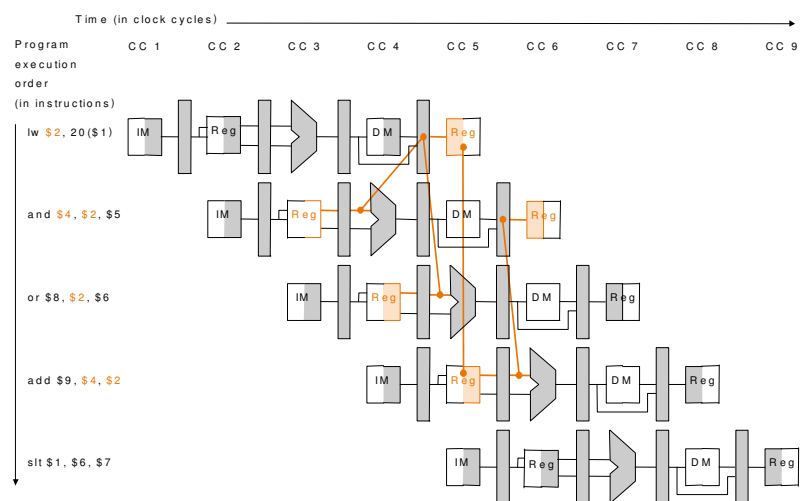 Time (in clock cycles)
Program
execution
order
(in instructions)
CC 1 CC 2 CC 3 CC 4 CC 5 CC 6 CC 7 CC 8 CC 9
lw $2, 20($1) IM Reg DM Reg
and $4, $2, $5 IM Reg DM Reg
or $8, $2, $6 IM Reg DM Reg
add $9, $4, $2 IM Reg DM Reg
slt $1, $6, $7 IM Reg DM Reg